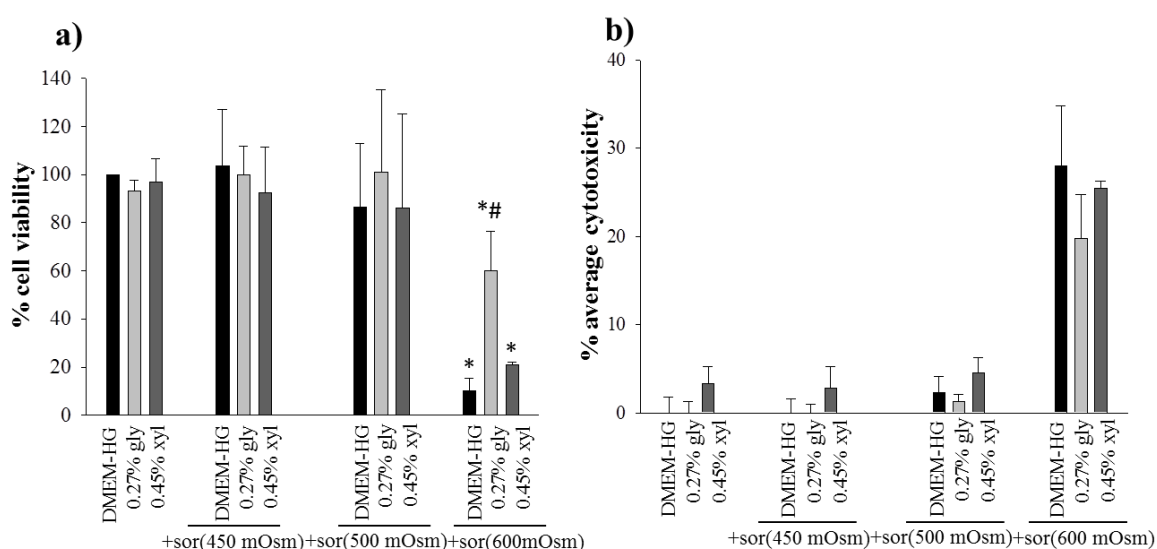 a)
% cell viability
140
120
100
80
60
40
20
0
*
*#
*
DMEM-HG
0.27% gly
0.45% xyl
DMEM-HG
0.27% gly
0.45% xyl
DMEM-HG
0.27% gly
0.45% xyl
DMEM-HG
0.27% gly
0.45% xyl
+sor(450 mOsm)
+sor(500 mOsm)
+sor(600mOsm)
b)
% average cytotoxicity
40
30
20
10
0
DMEM-HG
0.27% gly
0.45% xyl
DMEM-HG
0.27% gly
0.45% xyl
DMEM-HG
0.27% gly
0.45% xyl
DMEM-HG
0.27% gly
0.45% xyl
+sor(450 mOsm)
+sor(500 mOsm)
+sor(600 mOsm)